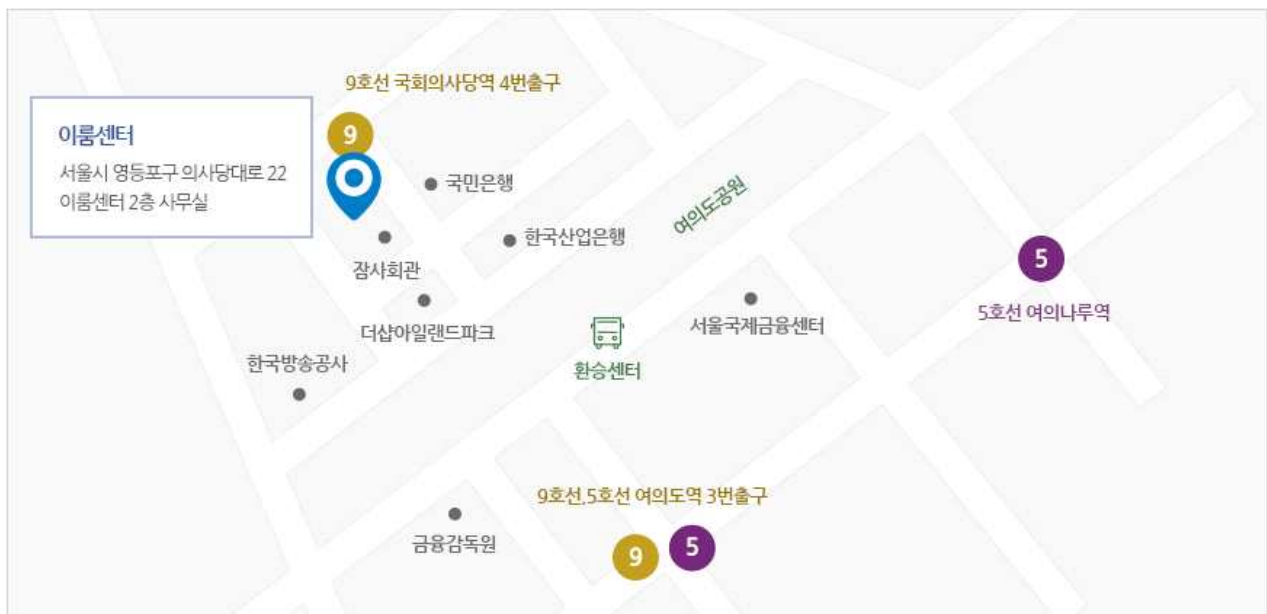 9호선 국회의사당역 4번출구
9
이룸센터
서울시 영등포구 의사당대로 22
이룸센터 2층 사무실
국민은행
한국산업은행
여의도공원
잠사회관
5
5호선 여의나루역
더샵아일랜드파크
서울국제금융센터
한국방송공사
환승센터
9호선,5호선 여의도역 3번출구
금융감독원
9
5